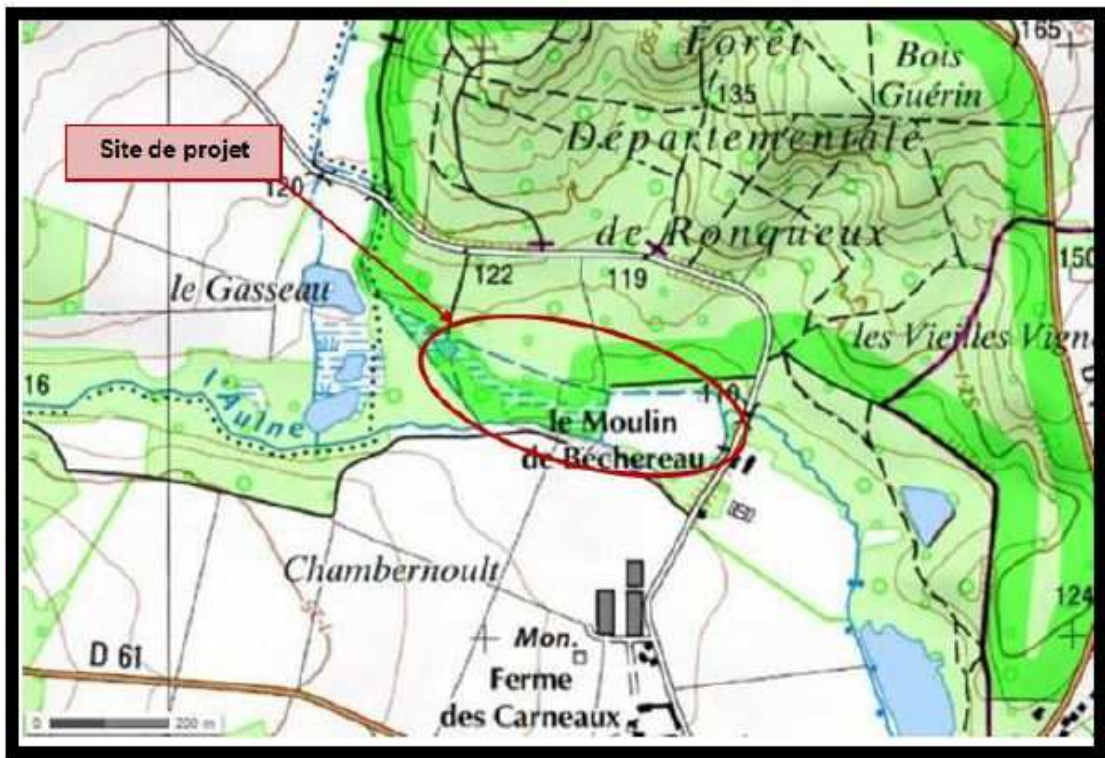 165
Forêt
Bois
Guérin
135
Départementale
Site de projet
120
de Ronqueux
122
119
150
le Gasseau
les Vieilles Vign
16
l'Aulne
le Moulin
de Béchereau
Chambernoult
124
D 61
Mon.
Ferme
des Carneaux
0 200 m